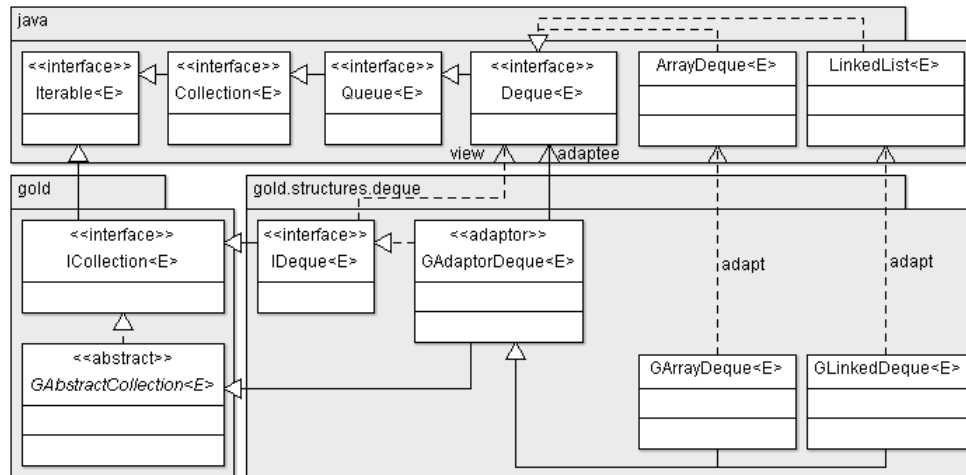 java
<<interface>>
Iterable<E>
<<interface>>
Collection<E>
<<interface>>
Queue<E>
<<interface>>
Deque<E>
ArrayDeque<E>
LinkedList<E>
view
adaptee
gold
gold.structures.deque
<<interface>>
ICollection<E>
<<interface>>
IDeque<E>
<<adaptor>>
GAdaptorDeque<E>
adapt
adapt
<<abstract>>
GAbstractCollection<E>
GArrayDeque<E>
GLinkedDeque<E>